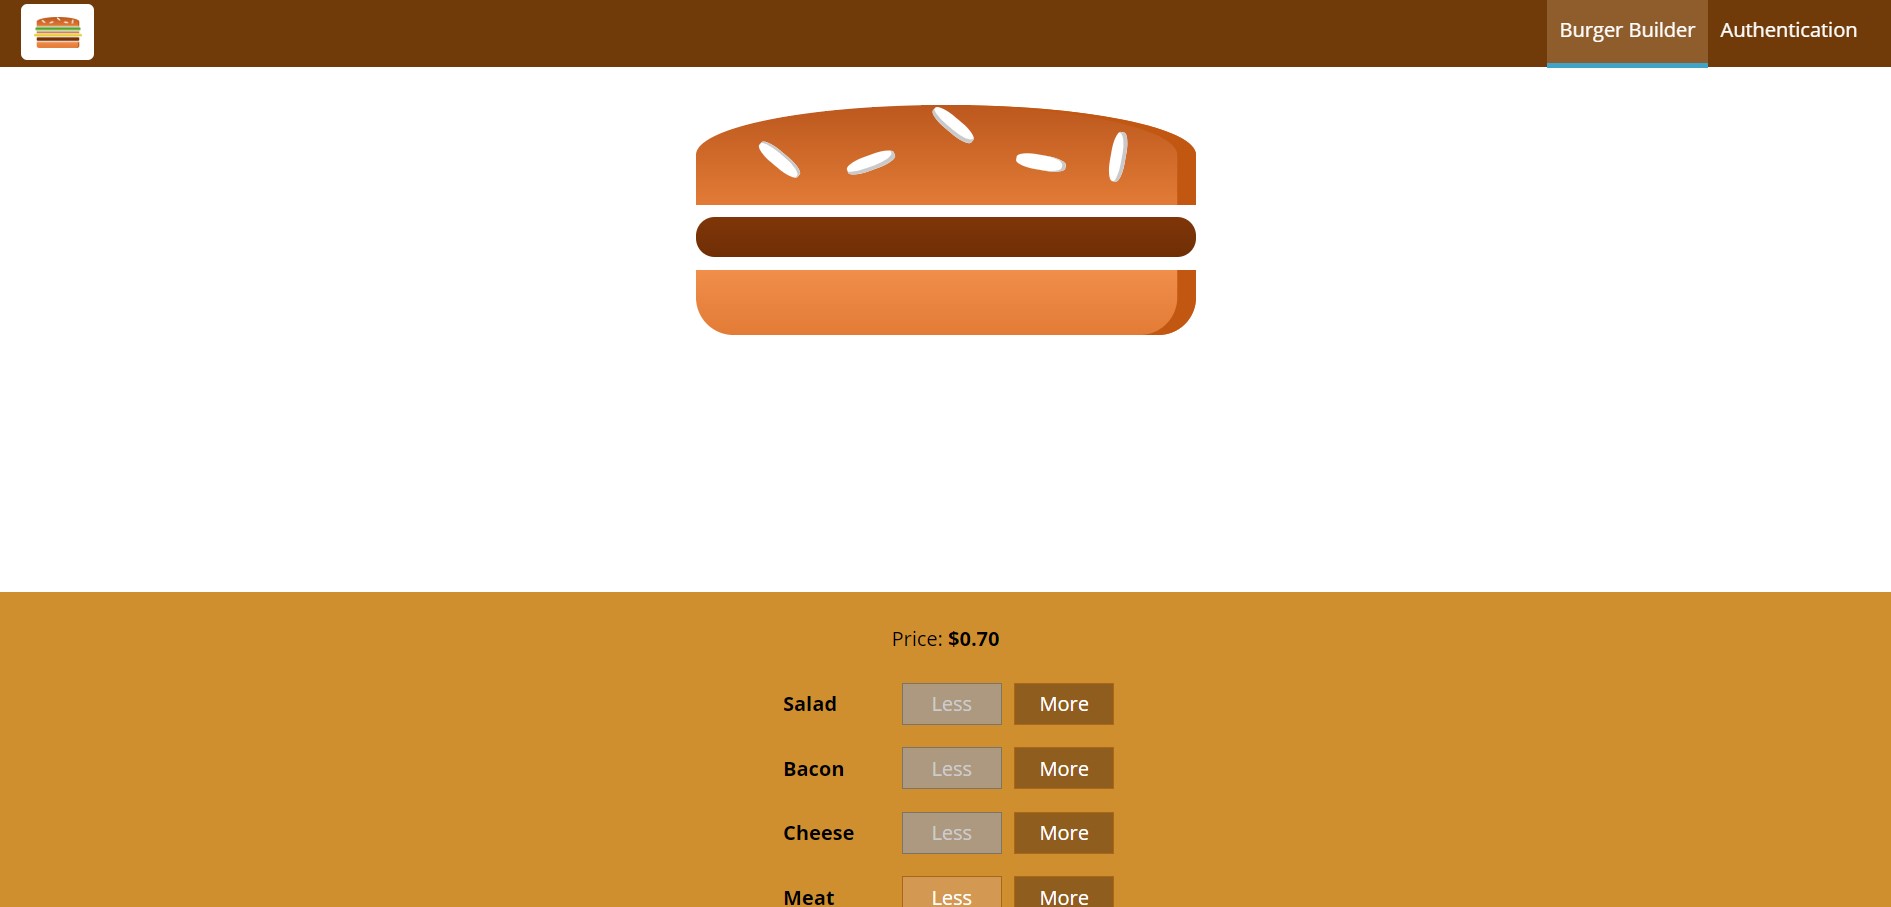 Burger Builder Authentication
Price: $0.70
Salad Less More
Bacon Less More
Cheese Less More
Meat Less More